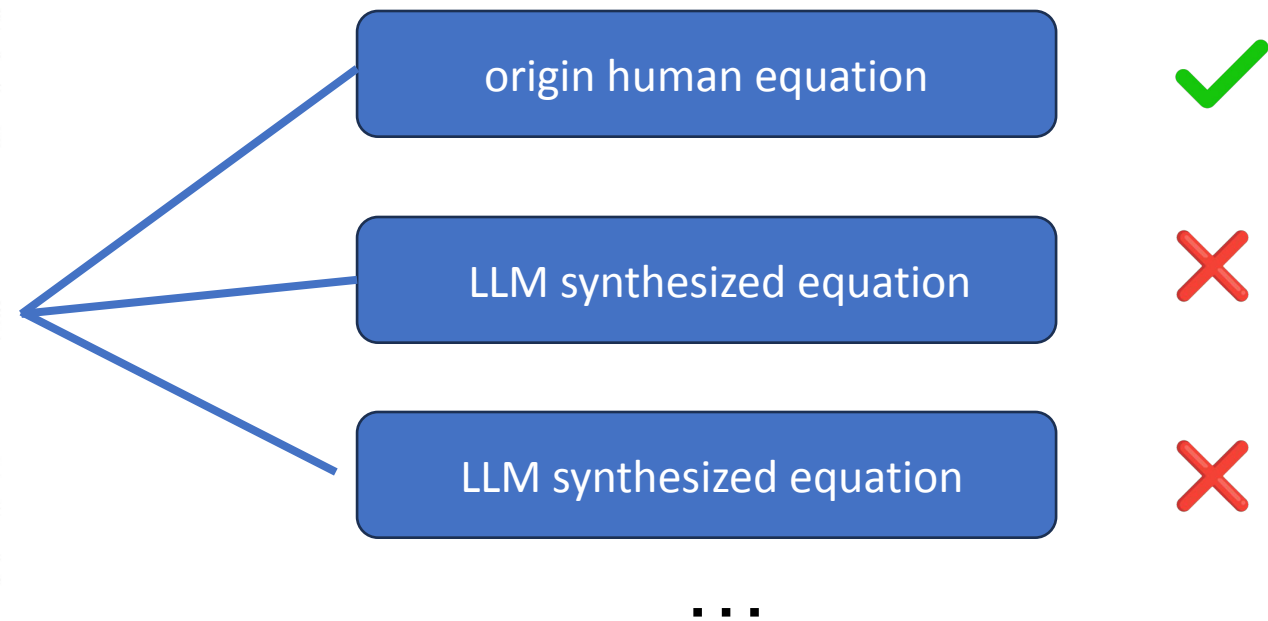 origin human equation
LLM synthesized equation
LLM synthesized equation
...